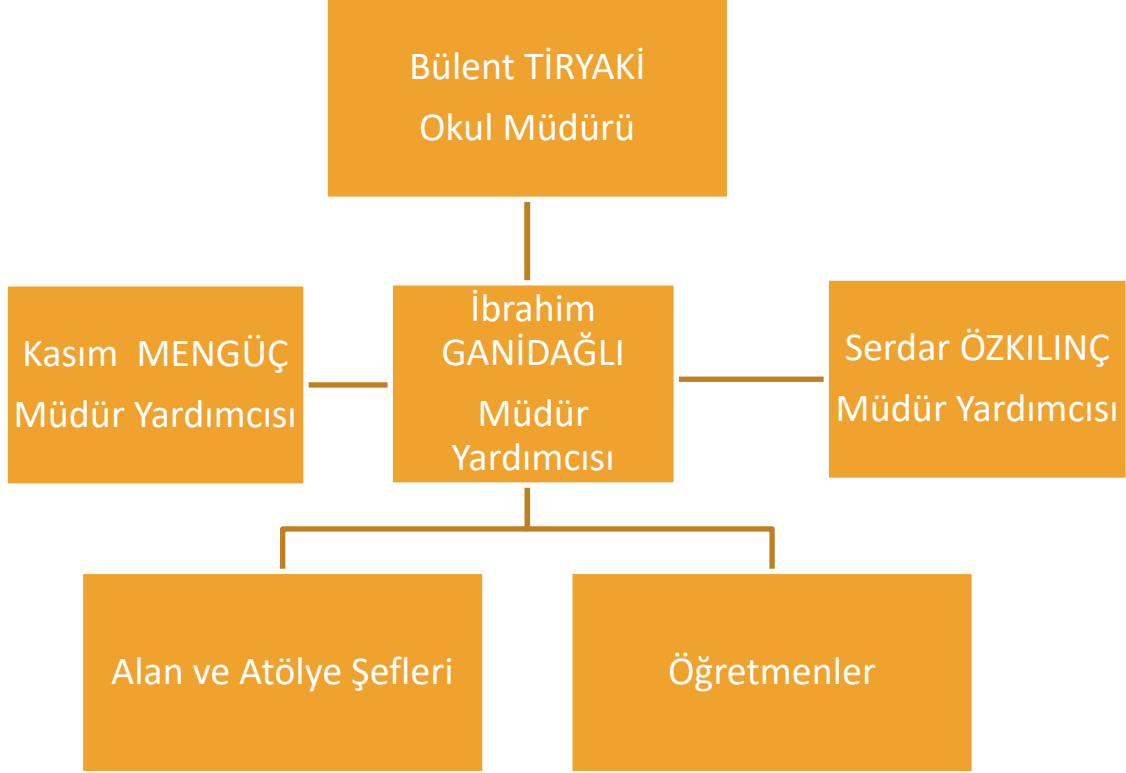 Bülent TİRYAKİ
Okul Müdürü
Kasım  MENGÜÇ
Müdür Yardımcısı
İbrahim
GANİDAĞLI
Müdür
Yardımcısı
Serdar ÖZKILINÇ
Müdür Yardımcısı
Alan ve Atölye Şefleri
Öğretmenler